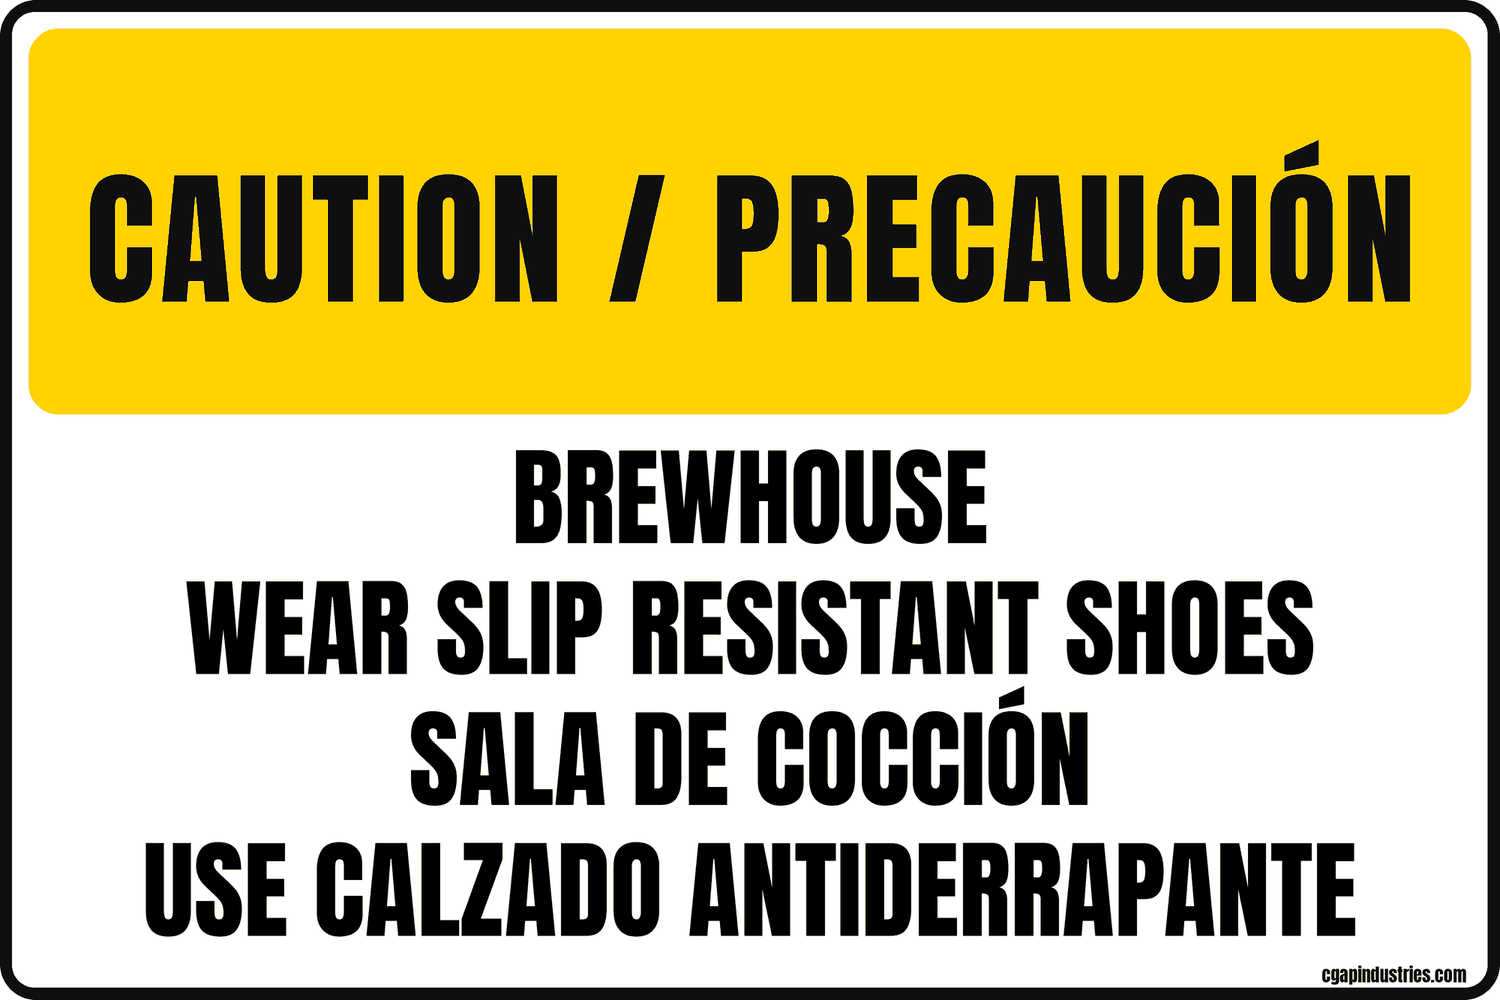 CAUTION / PRECAUCIÓN
BREWHOUSE
WEAR SLIP RESISTANT SHOES
SALA DE COCCIÓN
USE CALZADO ANTIDERRAPANTE
cgapindustries.com